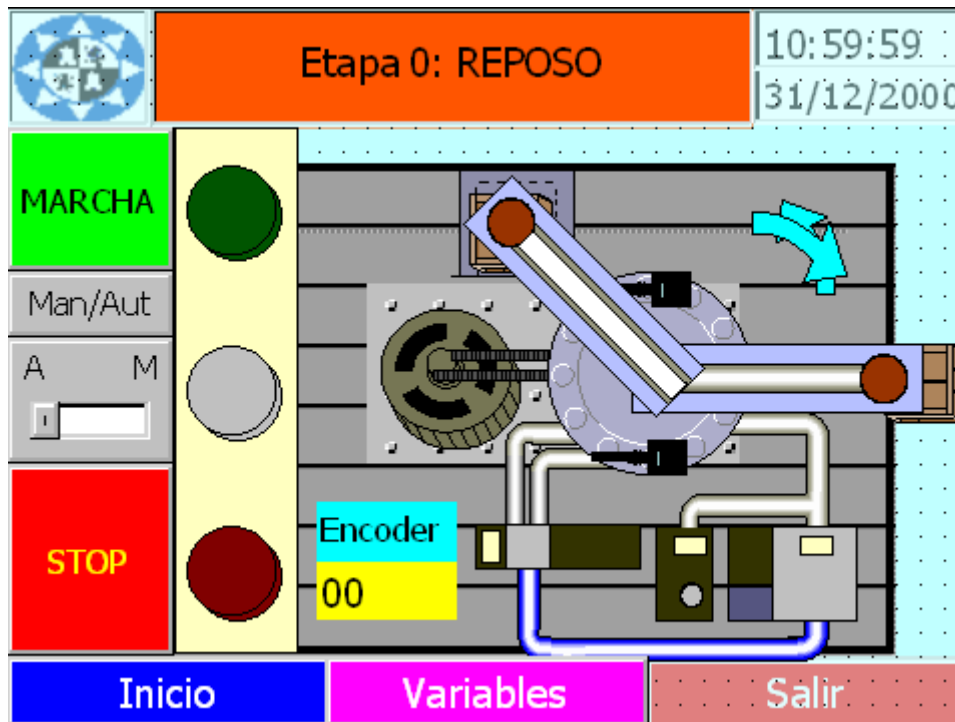 Etapa 0: REPOSO
10:59:59
31/12/2000
MARCHA
Man/Aut
A M
STOP
Encoder
00
Inicio
Variables
Salir